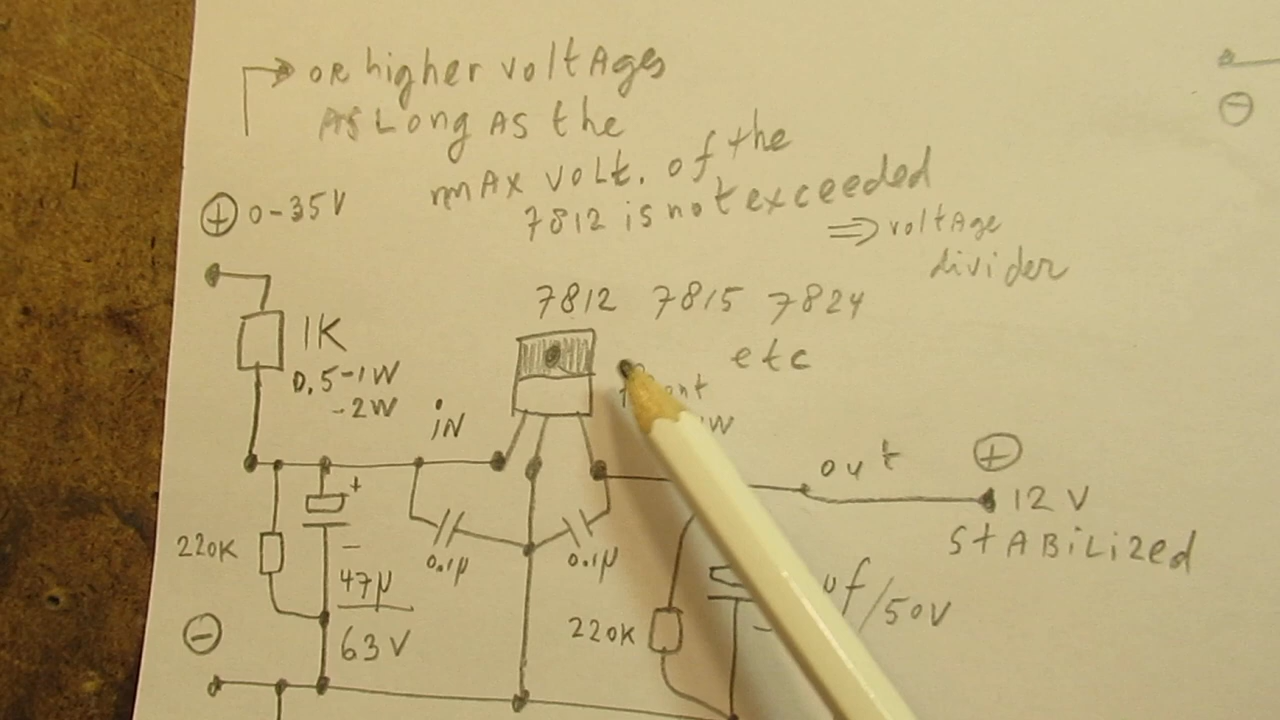 OR higher voltages
AS Long AS the
mAX volt. of the
7812 is not exceeded
⇒ voltage
divider
+ 0-35V
7812 7815 7824
etc
1K
0.5-1W
-2W
iN
out
+
12 V
StABiLized
+
-
220K
47µ
63V
0.1µ
0.1µ
220K
-
/50V
-
-